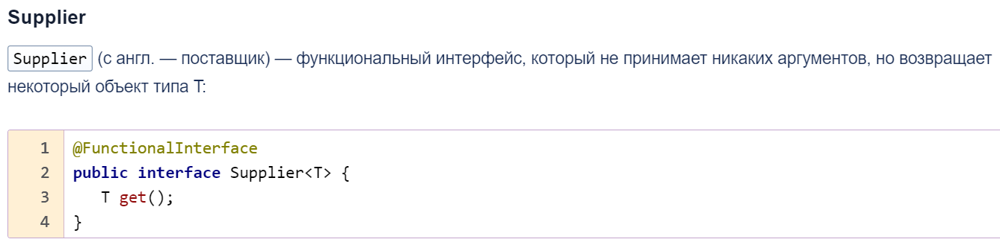 Supplier
Supplier (с англ. — поставщик) — функциональный интерфейс, который не принимает никаких аргументов, но возвращает
некоторый объект типа T:
1 @FunctionalInterface
2 public interface Supplier<T> {
3    T get();
4 }